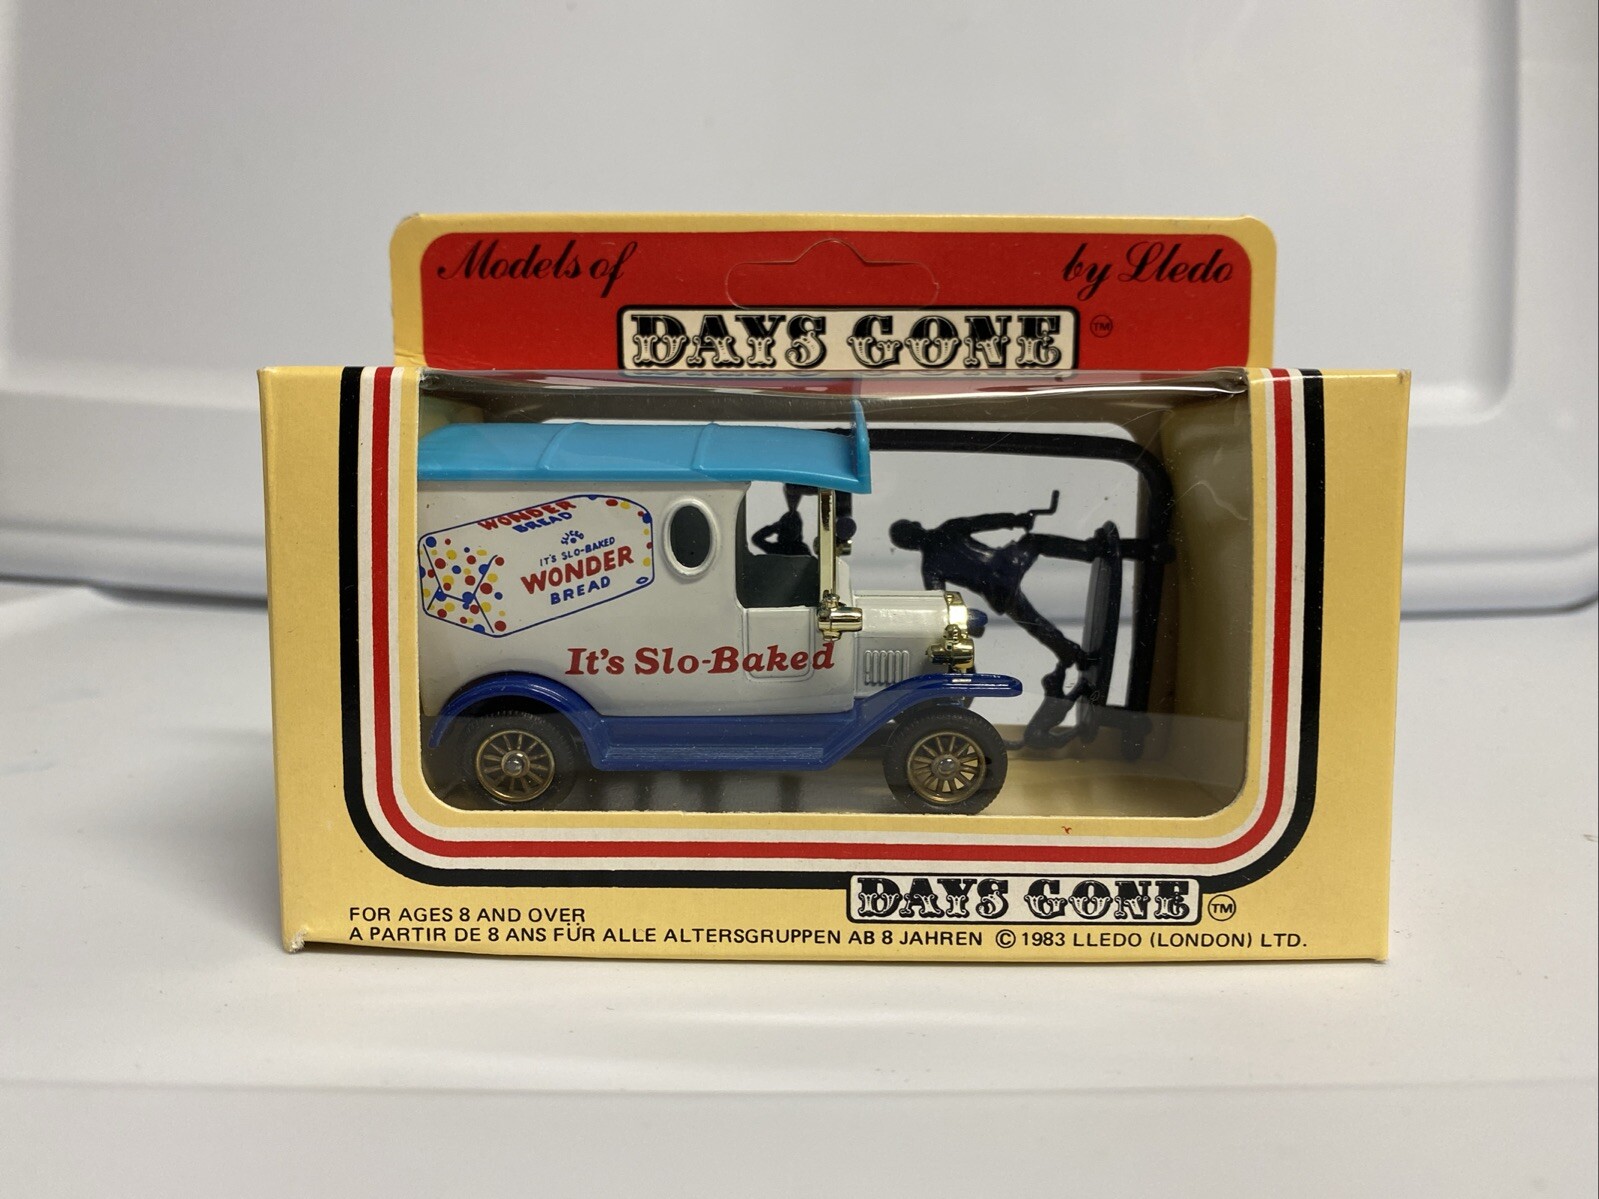 Models of
by Lledo
DAYS GONE TM
WONDER
BREAD
IT'S SLO-BAKED
WONDER
BREAD
It's Slo-Baked
DAYS GONE TM
FOR AGES 8 AND OVER
A PARTIR DE 8 ANS FÜR ALLE ALTERSGRUPPEN AB 8 JAHREN © 1983 LLEDO (LONDON) LTD.